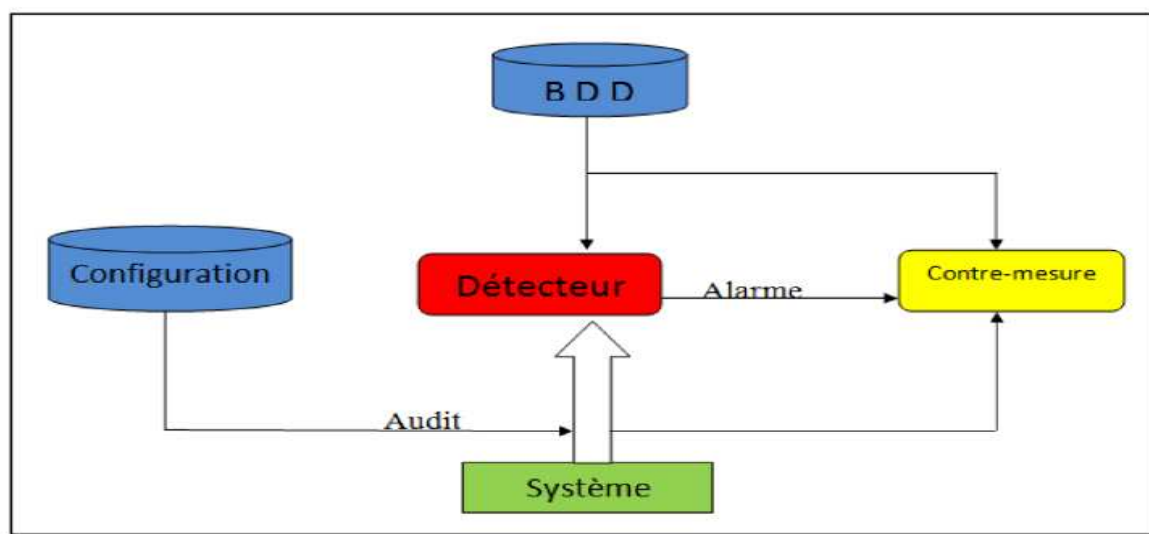 B D D
Configuration
Détecteur
Alarme
Contre-mesure
Audit
Système